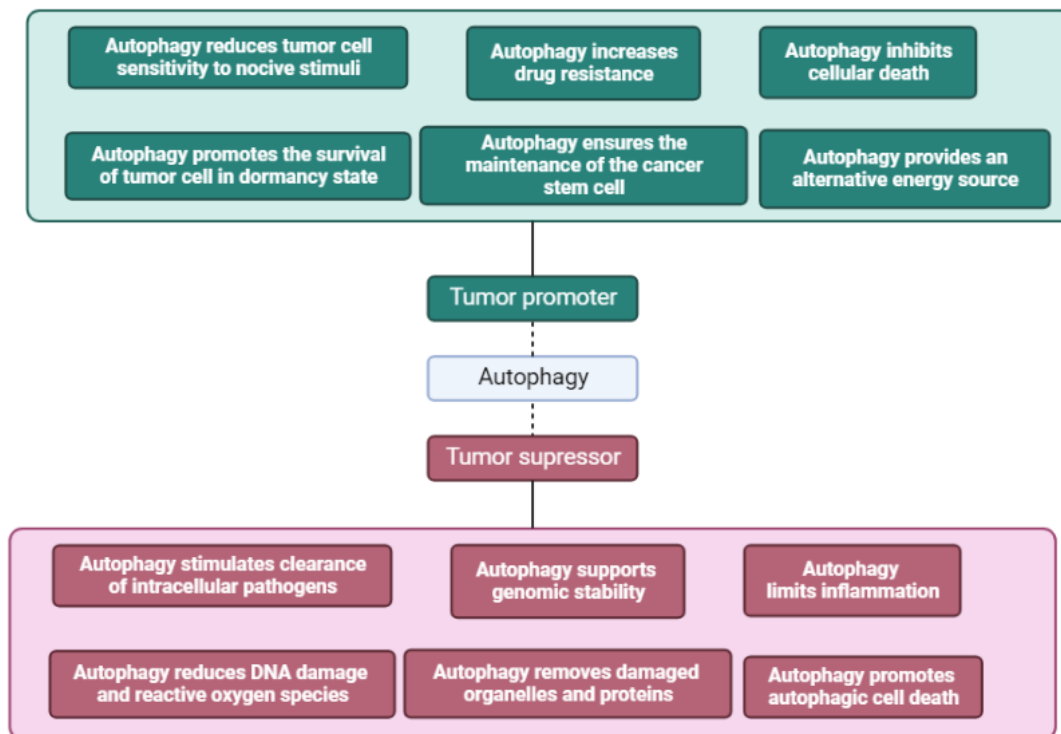 Autophagy reduces tumor cell
sensitivity to nocive stimuli
Autophagy increases
drug resistance
Autophagy inhibits
cellular death
Autophagy promotes the survival
of tumor cell in dormancy state
Autophagy ensures the
maintenance of the cancer
stem cell
Autophagy provides an
alternative energy source
Tumor promoter
Autophagy
Tumor supressor
Autophagy stimulates clearance
of intracellular pathogens
Autophagy supports
genomic stability
Autophagy
limits inflammation
Autophagy reduces DNA damage
and reactive oxygen species
Autophagy removes damaged
organelles and proteins
Autophagy promotes
autophagic cell death